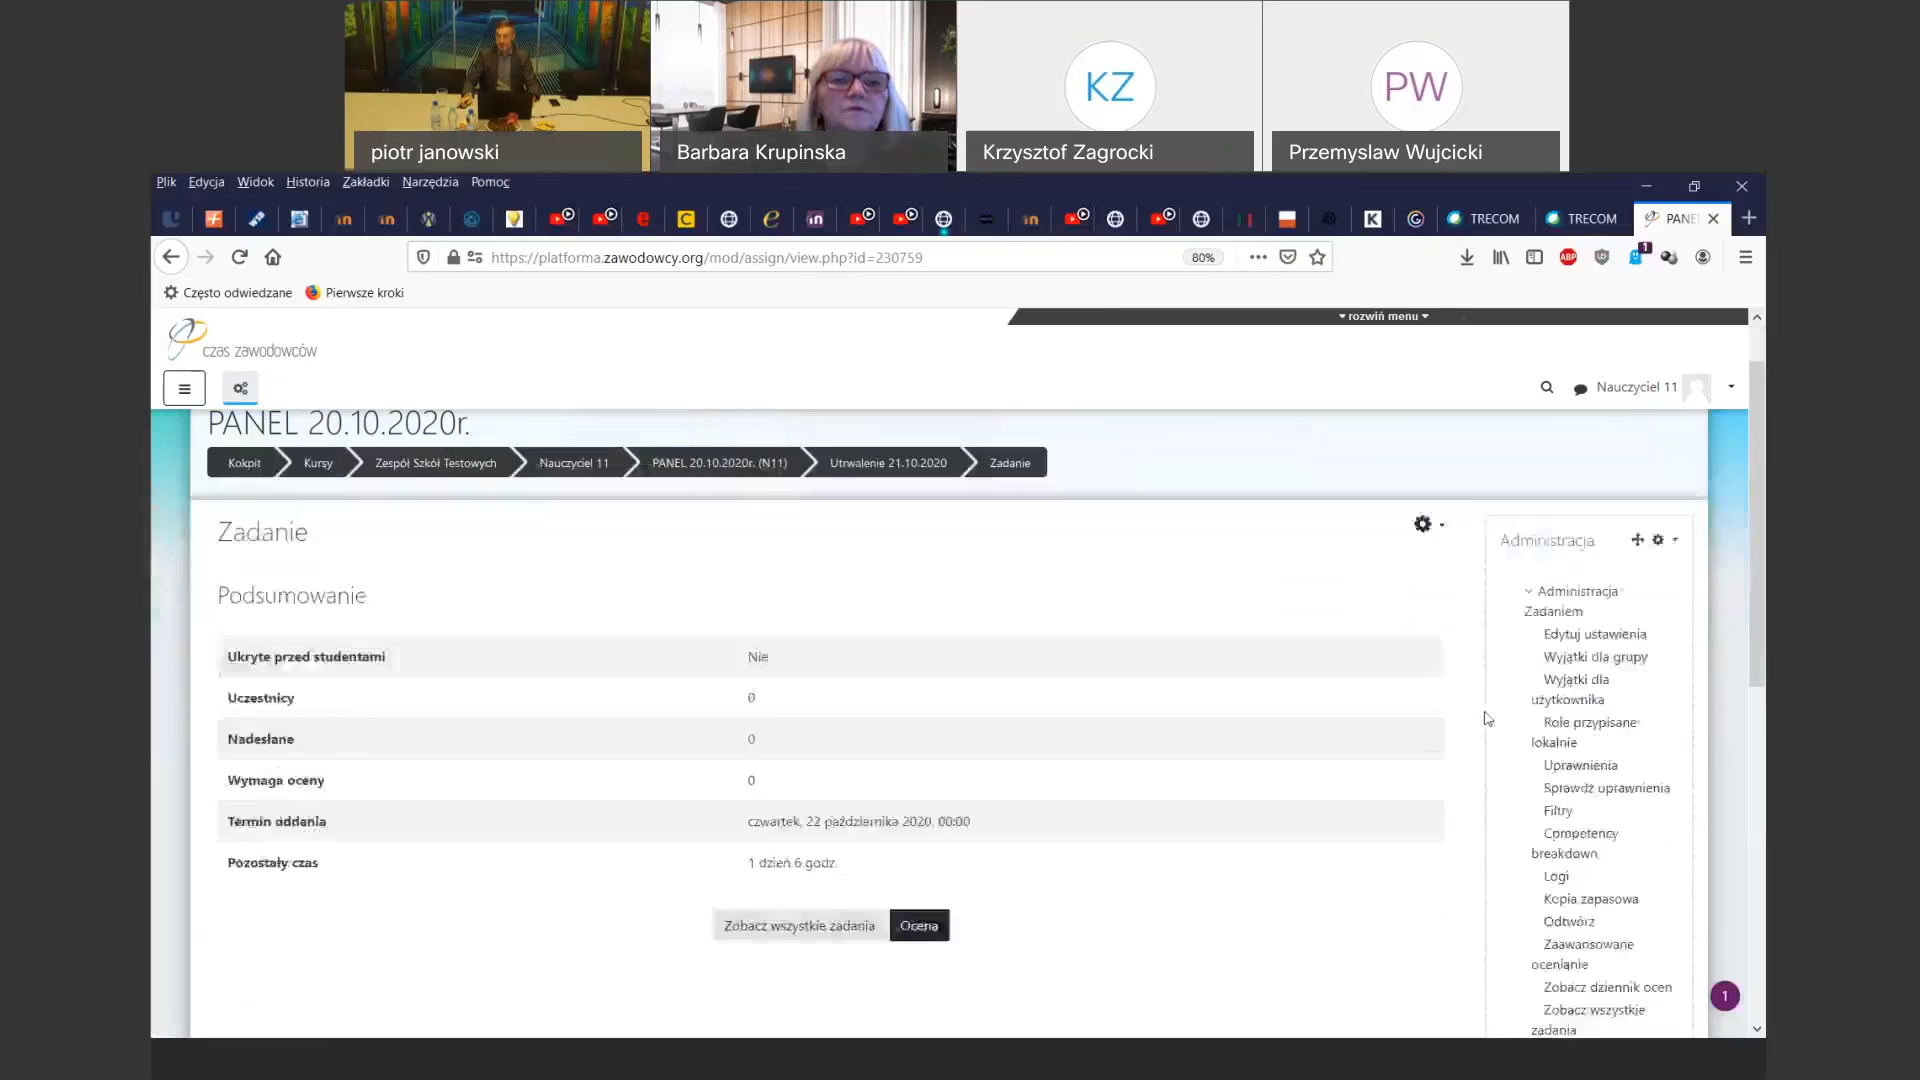 KZ
PW
piotr janowski
Barbara Krupinska
Krzysztof Zagrocki
Przemyslaw Wujcicki
Plik Edycja Widok Historia Zakładki Narzędzia Pomoc
TRECOM
TRECOM
PANE
https://platforma.zawodowcy.org/mod/assign/view.php?id=230759
80%
ABP
1
Często odwiedzane
Pierwsze kroki
rozwiń menu
czas zawodowców
Nauczyciel 11
PANEL 20.10.2020r.
Kokpit
Kursy
Zespół Szkół Testowych
Nauczyciel 11
PANEL 20.10.2020r. (N11)
Utrwalenie 21.10.2020
Zadanie
Zadanie
Podsumowanie
Ukryte przed studentami Nie
Uczestnicy 0
Nadesłane 0
Wymaga oceny 0
Termin oddania czwartek, 22 października 2020, 00:00
Pozostały czas 1 dzień 6 godz.
Zobacz wszystkie zadania
Ocena
Administracja
Administracja
Zadaniem
Edytuj ustawienia
Wyjątki dla grupy
Wyjątki dla
użytkownika
Role przypisane
lokalnie
Uprawnienia
Sprawdź uprawnienia
Filtry
Competency
breakdown
Logi
Kopia zapasowa
Odtwórz
Zaawansowane
ocenianie
Zobacz dziennik ocen
Zobacz wszystkie
zadania
1